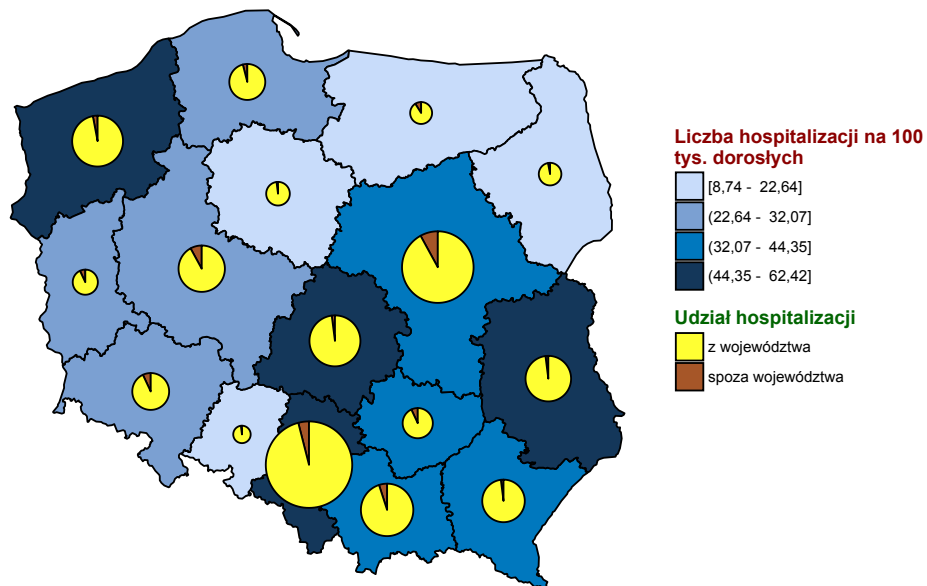 Liczba hospitalizacji na 100
tys. dorosłych
[8,74 - 22,64]
(22,64 - 32,07]
(32,07 - 44,35]
(44,35 - 62,42]
Udział hospitalizacji
z województwa
spoza województwa